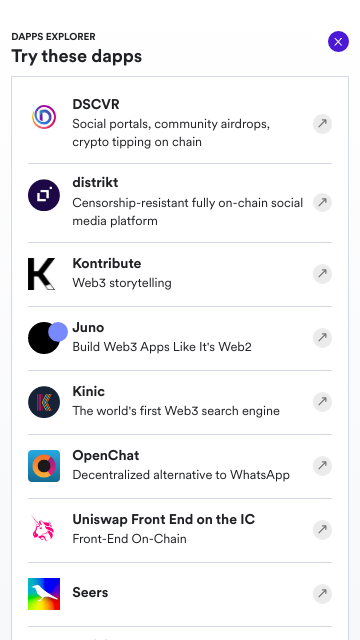 DAPPS EXPLORER
Try these dapps
DSCVR
Social portals, community airdrops,
crypto tipping on chain
distrikt
Censorship-resistant fully on-chain social
media platform
Kontribute
Web3 storytelling
Juno
Build Web3 Apps Like It's Web2
Kinic
The world's first Web3 search engine
OpenChat
Decentralized alternative to WhatsApp
Uniswap Front End on the IC
Front-End On-Chain
Seers